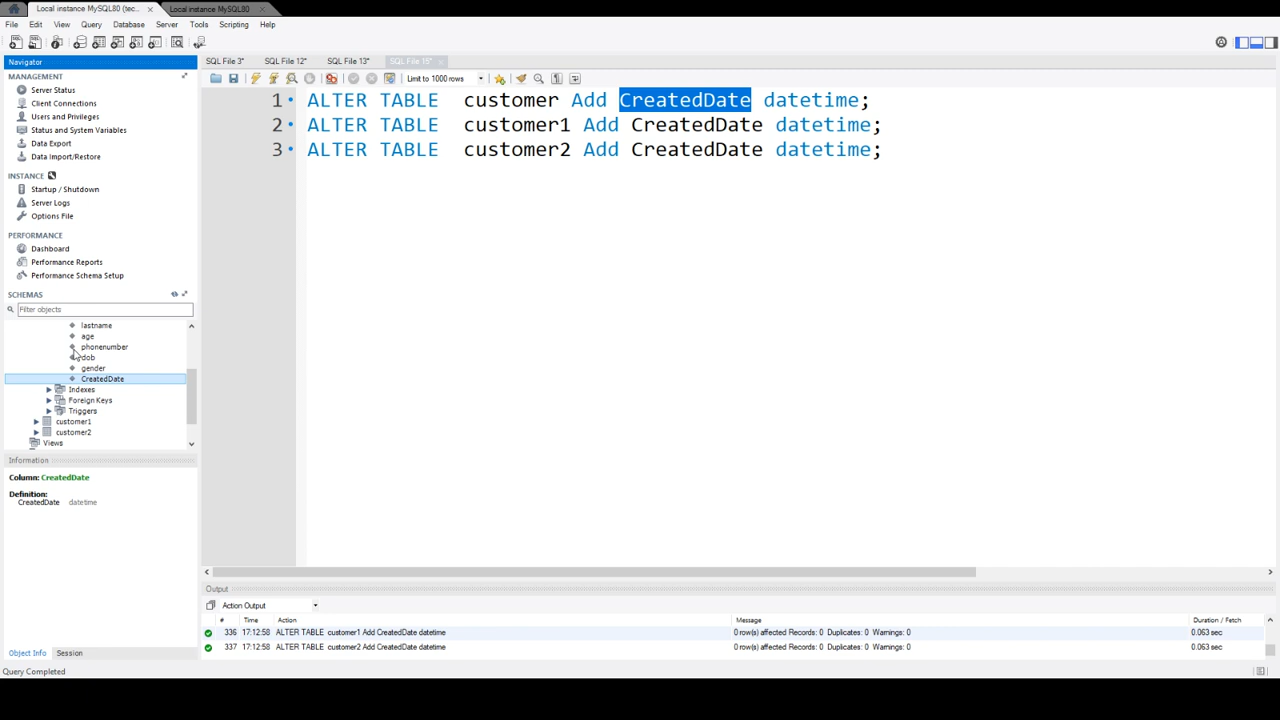 Local instance MySQL80 (tec...
Local instance MySQL80
File Edit View Query Database Server Tools Scripting Help
Navigator
MANAGEMENT
Server Status
Client Connections
Users and Privileges
Status and System Variables
Data Export
Data Import/Restore
INSTANCE
Startup / Shutdown
Server Logs
Options File
PERFORMANCE
Dashboard
Performance Reports
Performance Schema Setup
SCHEMAS
Filter objects
lastname
age
phonenumber
dob
gender
CreatedDate
Indexes
Foreign Keys
Triggers
customer1
customer2
Views
Information
Column: CreatedDate
Definition:
CreatedDate datetime
Object Info Session
Query Completed
SQL File 3* SQL File 12* SQL File 13* SQL File 15*
Limit to 1000 rows
1 ALTER TABLE customer Add CreatedDate datetime;
2 ALTER TABLE customer1 Add CreatedDate datetime;
3 ALTER TABLE customer2 Add CreatedDate datetime;
Output
Action Output
# Time Action Message Duration / Fetch
336 17:12:58 ALTER TABLE customer1 Add CreatedDate datetime 0 row(s) affected Records: 0 Duplicates: 0 Warnings: 0 0.063 sec
337 17:12:58 ALTER TABLE customer2 Add CreatedDate datetime 0 row(s) affected Records: 0 Duplicates: 0 Warnings: 0 0.063 sec